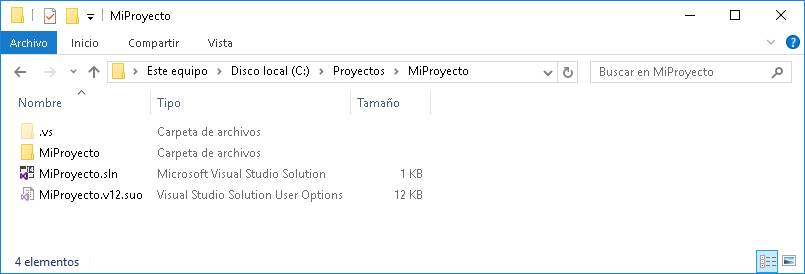 MiProyecto
Archivo Inicio Compartir Vista
Este equipo Disco local (C:) Proyectos MiProyecto Buscar en MiProyecto
Nombre Tipo Tamaño
.vs Carpeta de archivos
MiProyecto Carpeta de archivos
MiProyecto.sln Microsoft Visual Studio Solution 1 KB
MiProyecto.v12.suo Visual Studio Solution User Options 12 KB
4 elementos